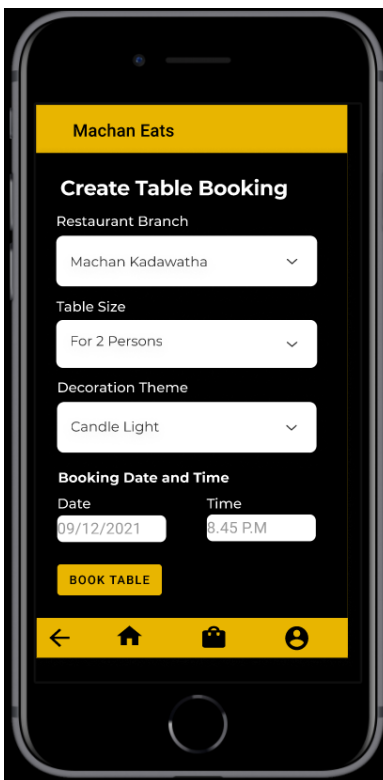 Machan Eats
Create Table Booking
Restaurant Branch
Machan Kadawatha
Table Size
For 2 Persons
Decoration Theme
Candle Light
Booking Date and Time
Date Time
09/12/2021 8.45 P.M
BOOK TABLE